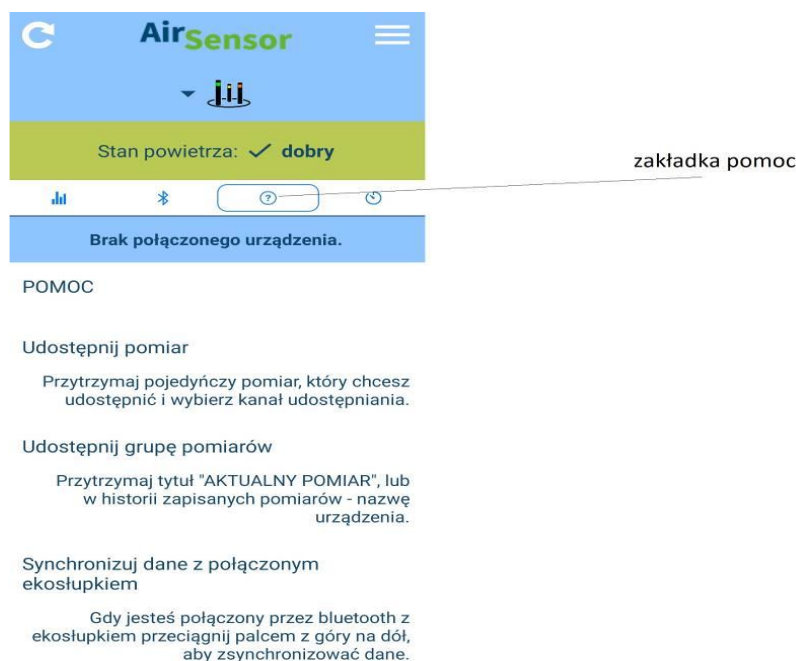 AirSensor
Stan powietrza: ✓ dobry
zakładka pomoc
?
Brak połączonego urządzenia.
POMOC
Udostępnij pomiar
Przytrzymaj pojedyńczy pomiar, który chcesz
udostępnić i wybierz kanał udostępniania.
Udostępnij grupę pomiarów
Przytrzymaj tytuł "AKTUALNY POMIAR", lub
w historii zapisanych pomiarów - nazwę
urządzenia.
Synchronizuj dane z połączonym
ekosłupkiem
Gdy jesteś połączony przez bluetooth z
ekosłupkiem przeciągnij palcem z góry na dół,
aby zsynchronizować dane.